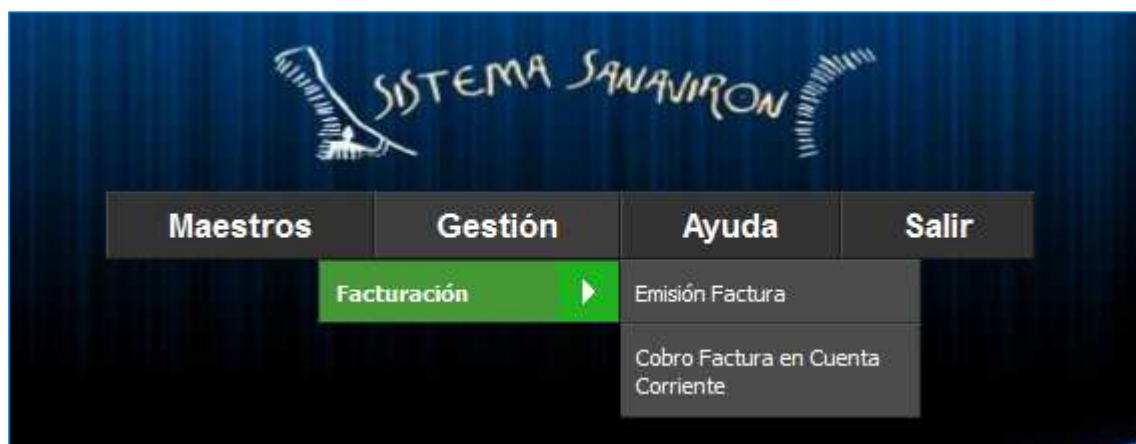 SISTEMA SANAVIRON
Maestros Gestión Ayuda Salir
Facturación Emisión Factura
Cobro Factura en Cuenta
Corriente